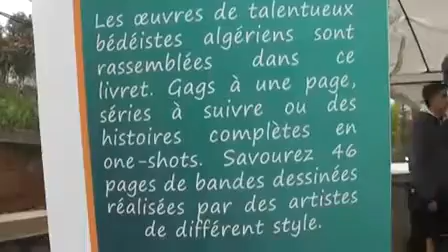 Les œuvres de talentueux
bédéistes algériens sont
rassemblées dans ce
livret. Gags à une page,
séries à suivre ou des
histoires complètes en
one-shots. Savourez 46
pages de bandes dessinées
réalisées par des artistes
de différent style.